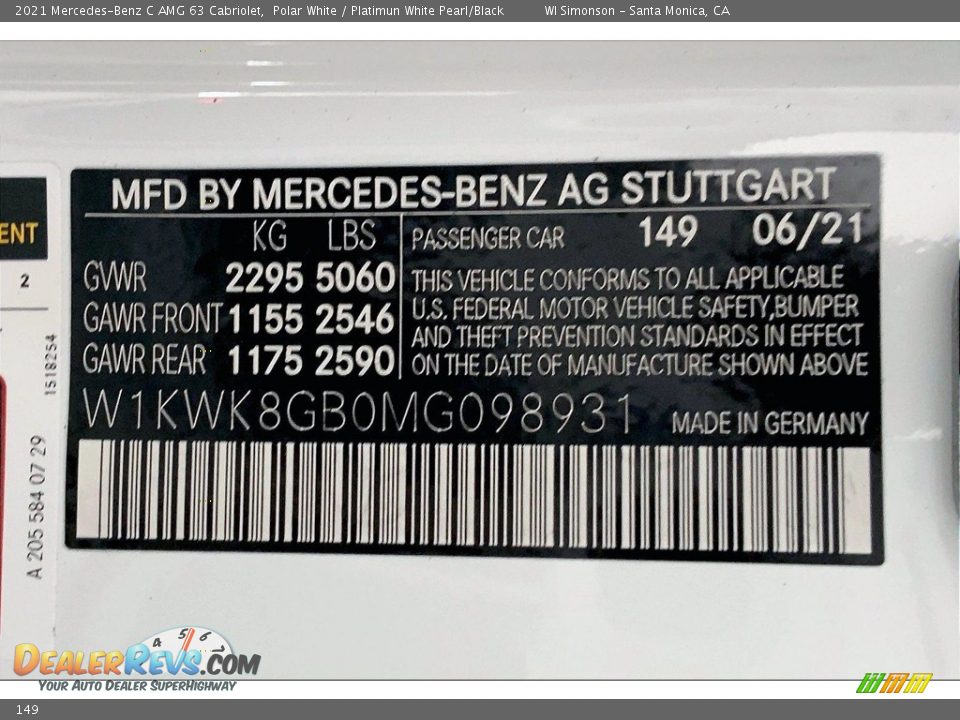 2021 Mercedes-Benz C AMG 63 Cabriolet, Polar White / Platimun White Pearl/Black WI Simonson - Santa Monica, CA
MFD BY MERCEDES-BENZ AG STUTTGART
KG LBS
GVWR 2295 5060
GAWR FRONT 1155 2546
GAWR REAR 1175 2590
PASSENGER CAR 149 06/21
THIS VEHICLE CONFORMS TO ALL APPLICABLE
U.S. FEDERAL MOTOR VEHICLE SAFETY,BUMPER
AND THEFT PREVENTION STANDARDS IN EFFECT
ON THE DATE OF MANUFACTURE SHOWN ABOVE
W1KWK8GB0MG098931 MADE IN GERMANY
2
1518254
A 205 584 07 29
4 5 6 7
DEALERREVS.COM
YOUR AUTO DEALER SUPERHIGHWAY
149